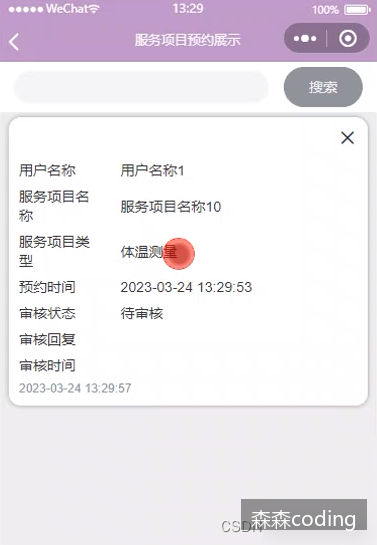 WeChat 13:29 100%
服务项目预约展示
搜索
用户名称 用户名称1
服务项目名
称 服务项目名称10
服务项目类
型 体温测量
预约时间 2023-03-24 13:29:53
审核状态 待审核
审核回复
审核时间
2023-03-24 13:29:57
CSDN
森森coding